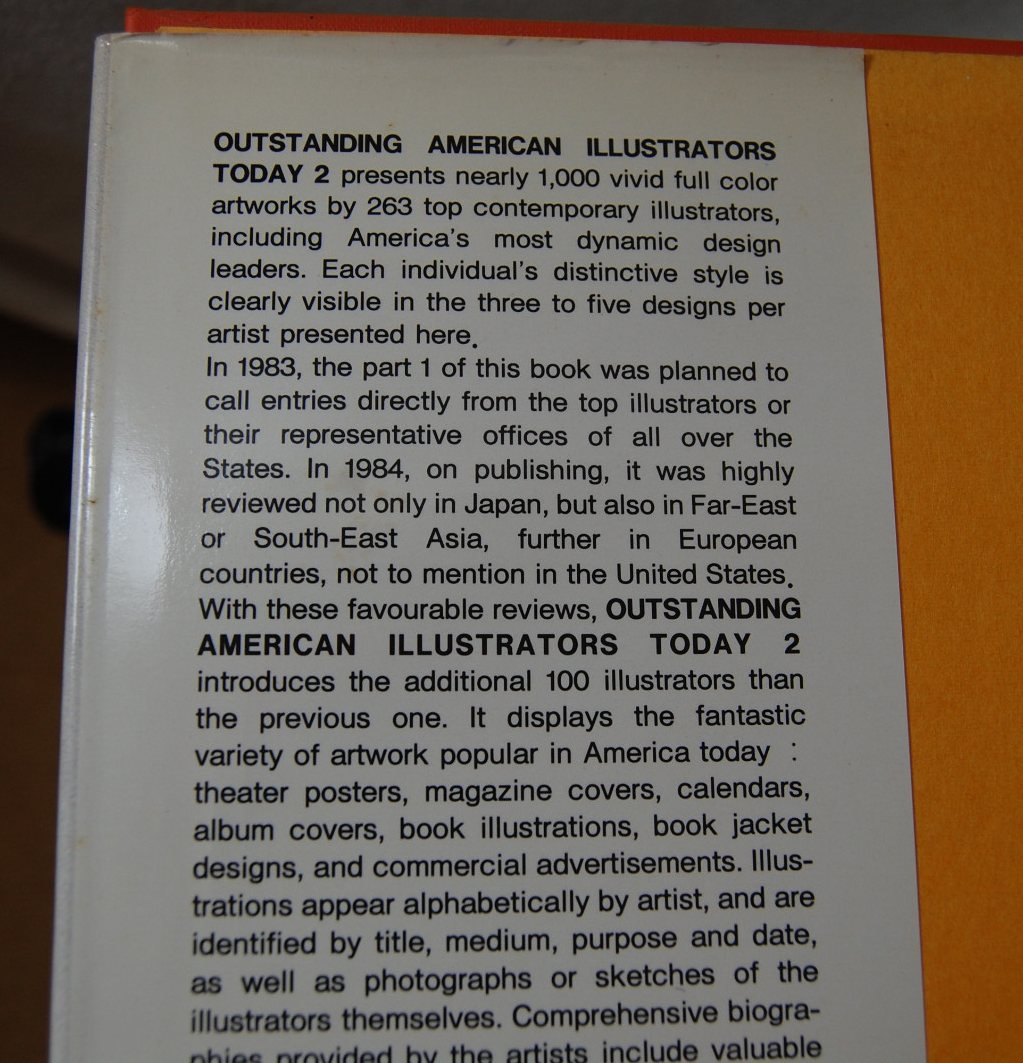 OUTSTANDING AMERICAN ILLUSTRATORS
TODAY 2 presents nearly 1,000 vivid full color
artworks by 263 top contemporary illustrators,
including America's most dynamic design
leaders. Each individual's distinctive style is
clearly visible in the three to five designs per
artist presented here.
In 1983, the part 1 of this book was planned to
call entries directly from the top illustrators or
their representative offices of all over the
States. In 1984, on publishing, it was highly
reviewed not only in Japan, but also in Far-East
or South-East Asia, further in European
countries, not to mention in the United States.
With these favourable reviews, OUTSTANDING
AMERICAN ILLUSTRATORS TODAY 2
introduces the additional 100 illustrators than
the previous one. It displays the fantastic
variety of artwork popular in America today :
theater posters, magazine covers, calendars,
album covers, book illustrations, book jacket
designs, and commercial advertisements. Illus-
trations appear alphabetically by artist, and are
identified by title, medium, purpose and date,
as well as photographs or sketches of the
illustrators themselves. Comprehensive biogra-
phies provided by the artists include valuable